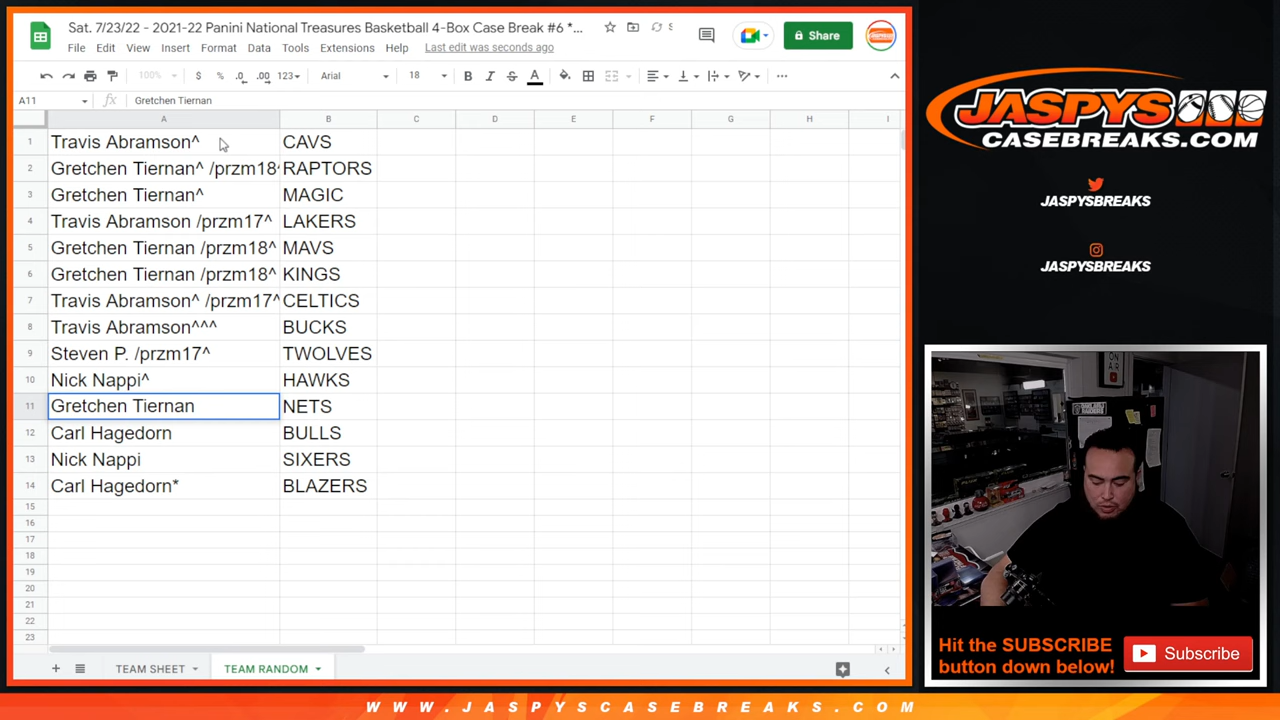 Sat. 7/23/22 - 2021-22 Panini National Treasures Basketball 4-Box Case Break #6 *...
Share
File Edit View Insert Format Data Tools Extensions Help Last edit was seconds ago
100% $ % .0 .00 123 Arial 18 B I S A
A11 fx Gretchen Tiernan
A B C D E F G H I
1 Travis Abramson^ CAVS
2 Gretchen Tiernan^ /przm18^ RAPTORS
3 Gretchen Tiernan^ MAGIC
4 Travis Abramson /przm17^ LAKERS
5 Gretchen Tiernan /przm18^ MAVS
6 Gretchen Tiernan /przm18^ KINGS
7 Travis Abramson^ /przm17^ CELTICS
8 Travis Abramson^^^ BUCKS
9 Steven P. /przm17^ TWOLVES
10 Nick Nappi^ HAWKS
11 Gretchen Tiernan NETS
12 Carl Hagedorn BULLS
13 Nick Nappi SIXERS
14 Carl Hagedorn* BLAZERS
15
16
17
18
19
20
21
22
23
TEAM SHEET TEAM RANDOM
JASPYS
CASEBREAKS.COM
JASPYSBREAKS
JASPYSBREAKS
ON AIR
Hit the SUBSCRIBE
button down below!
Subscribe
WWW.JASPYSCASEBREAKS.COM